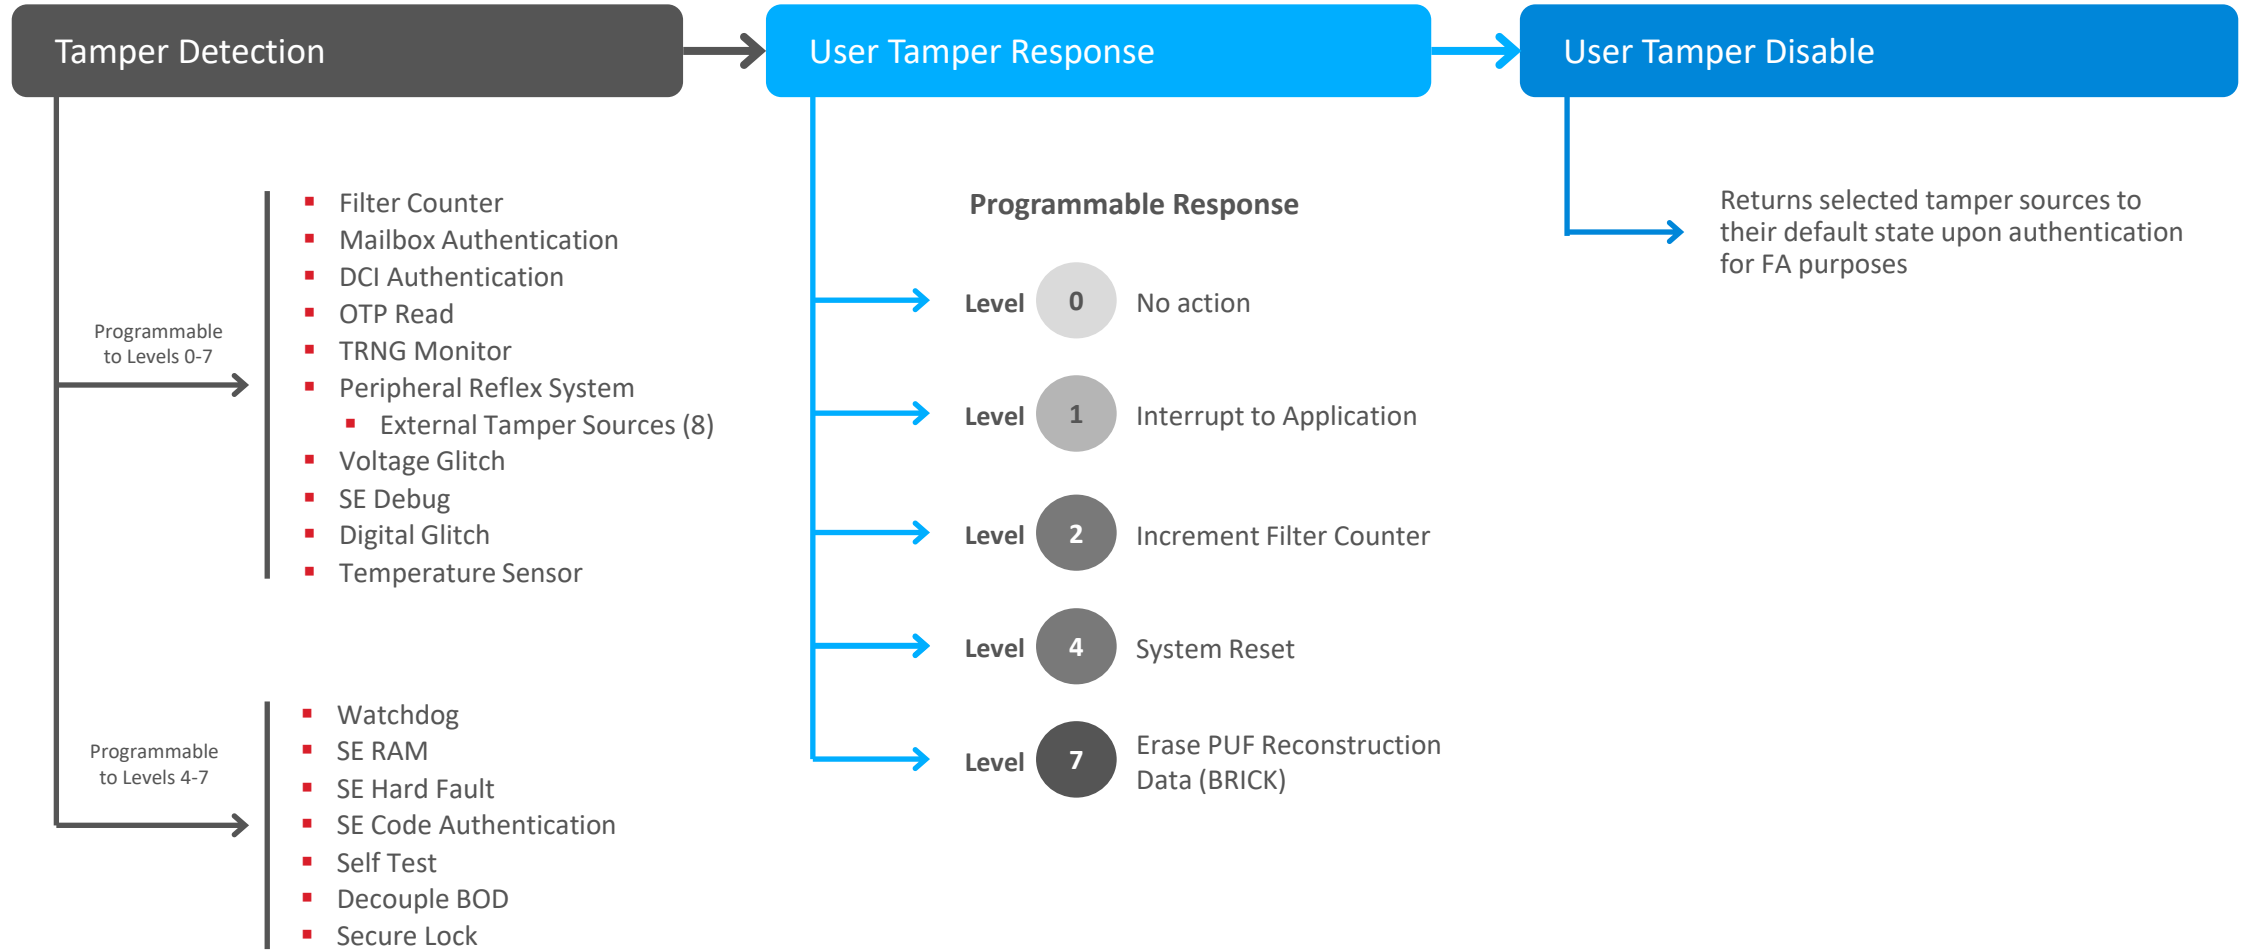 Tamper Detection
User Tamper Response
User Tamper Disable
Programmable
to Levels 0-7
Filter Counter
Mailbox Authentication
DCI Authentication
OTP Read
TRNG Monitor
Peripheral Reflex System
External Tamper Sources (8)
Voltage Glitch
SE Debug
Digital Glitch
Temperature Sensor
Programmable
to Levels 4-7
Watchdog
SE RAM
SE Hard Fault
SE Code Authentication
Self Test
Decouple BOD
Secure Lock
Programmable Response
Level 0 No action
Level 1 Interrupt to Application
Level 2 Increment Filter Counter
Level 4 System Reset
Level 7 Erase PUF Reconstruction
Data (BRICK)
Returns selected tamper sources to
their default state upon authentication
for FA purposes